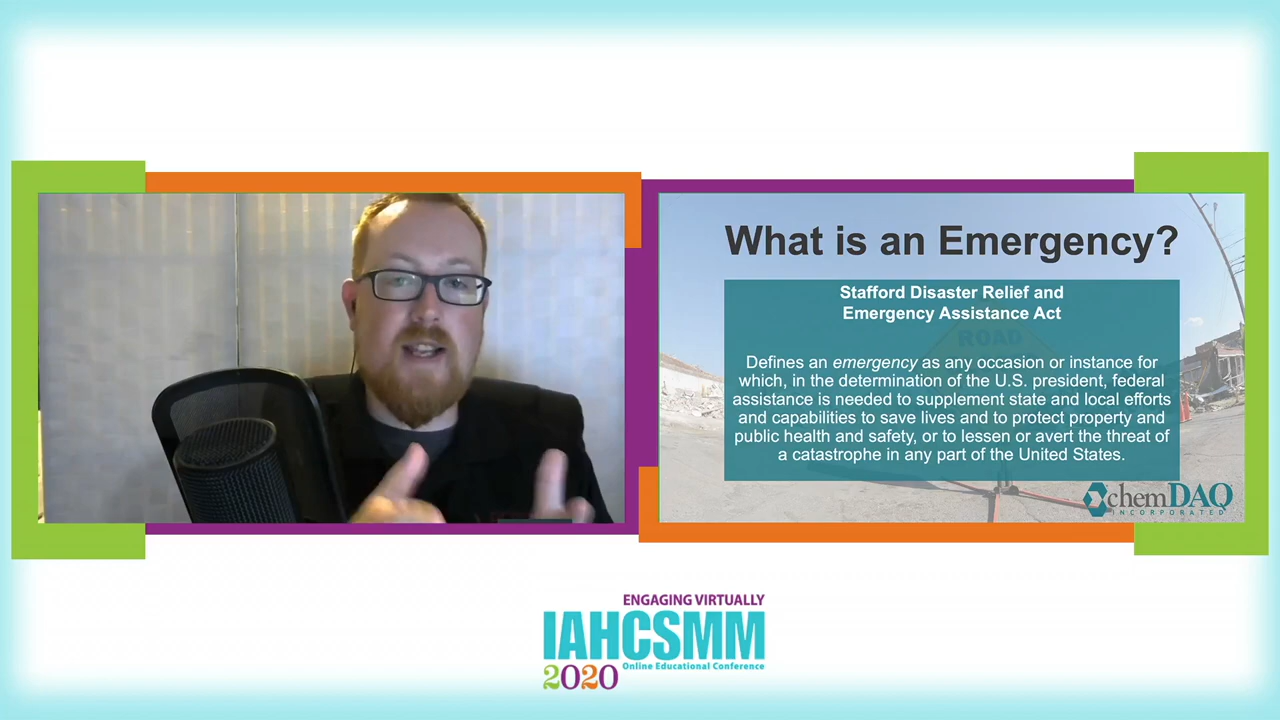 What is an Emergency?
Stafford Disaster Relief and
Emergency Assistance Act
ROAD
Defines an emergency as any occasion or instance for
which, in the determination of the U.S. president, federal
assistance is needed to supplement state and local efforts
and capabilities to save lives and to protect property and
public health and safety, or to lessen or avert the threat of
a catastrophe in any part of the United States.
chemDAQ
INCORPORATED
ENGAGING VIRTUALLY
IAHCSMM
Online Educational Conference
2020